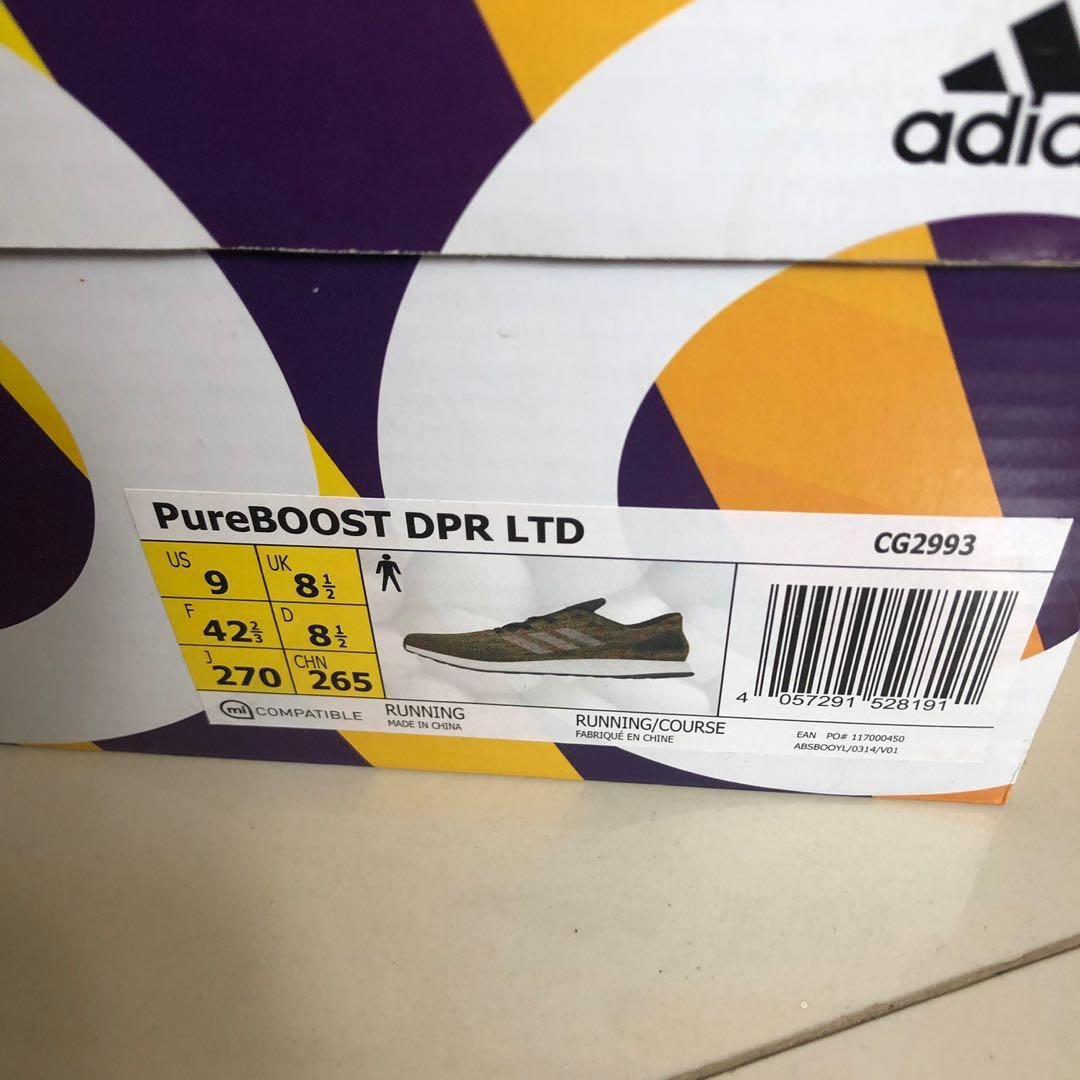 adid
PureBOOST DPR LTD
CG2993
US 9
UK 8½
F 42⅔
D 8½
J 270
CHN 265
mi COMPATIBLE
RUNNING
MADE IN CHINA
RUNNING/COURSE
FABRIQUÉ EN CHINE
4 057291 528191
EAN PO# 117000450
ABSBOOYL/0314/V01